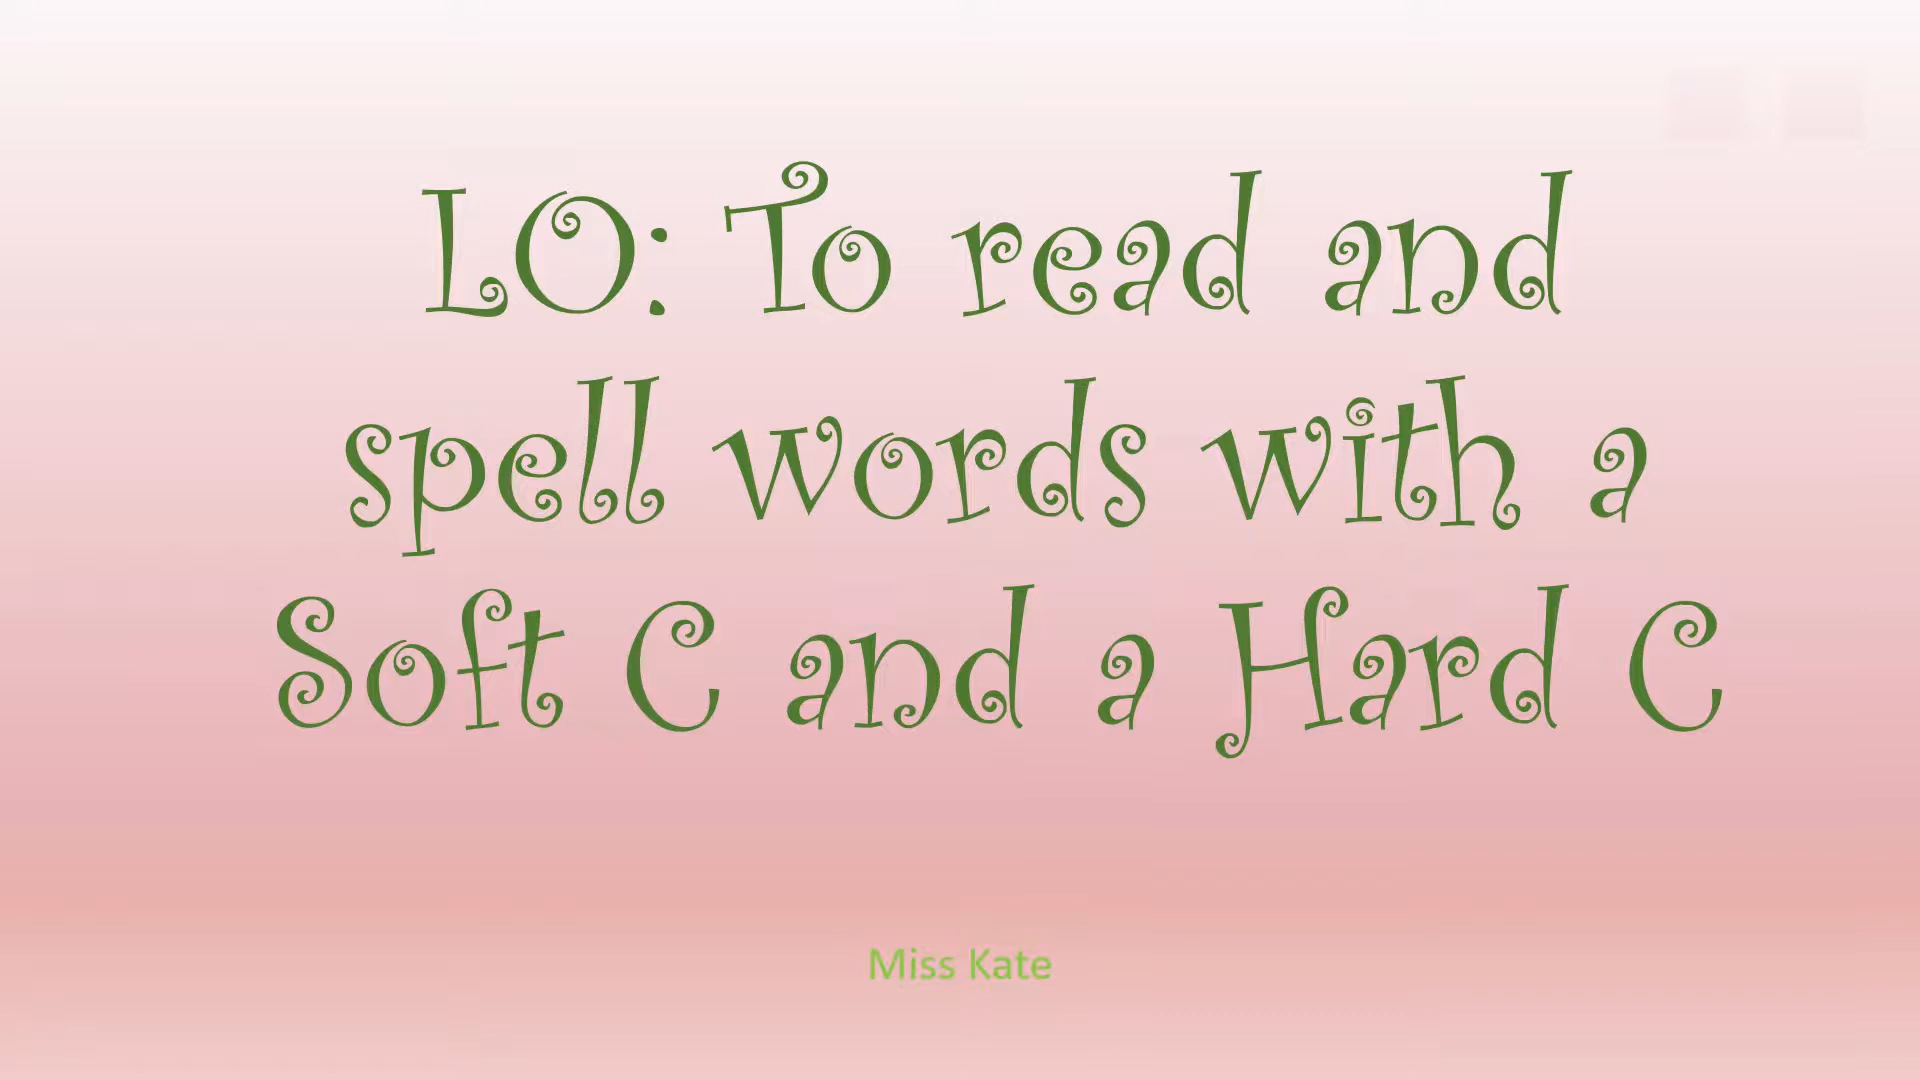 LO: To read and
spell words with a
Soft C and a Hard C
Miss Kate